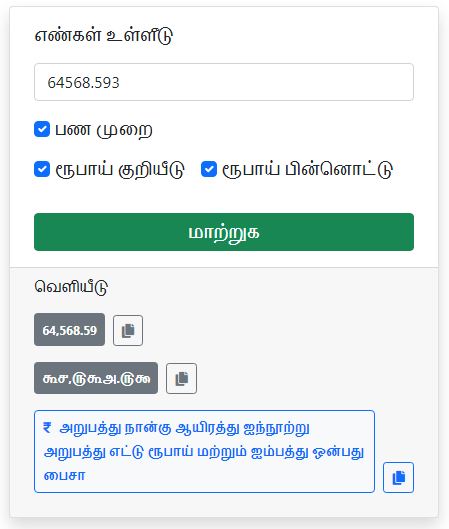 எண்கள் உள்ளீடு
64568.593
பண முறை
ரூபாய் குறியீடு ரூபாய் பின்னொட்டு
மாற்றுக
வெளியீடு
64,568.59
௬௪,௫௬௮.௫௯
₹ அறுபத்து நான்கு ஆயிரத்து ஐந்நூற்று
அறுபத்து எட்டு ரூபாய் மற்றும் ஐம்பத்து ஒன்பது
பைசா